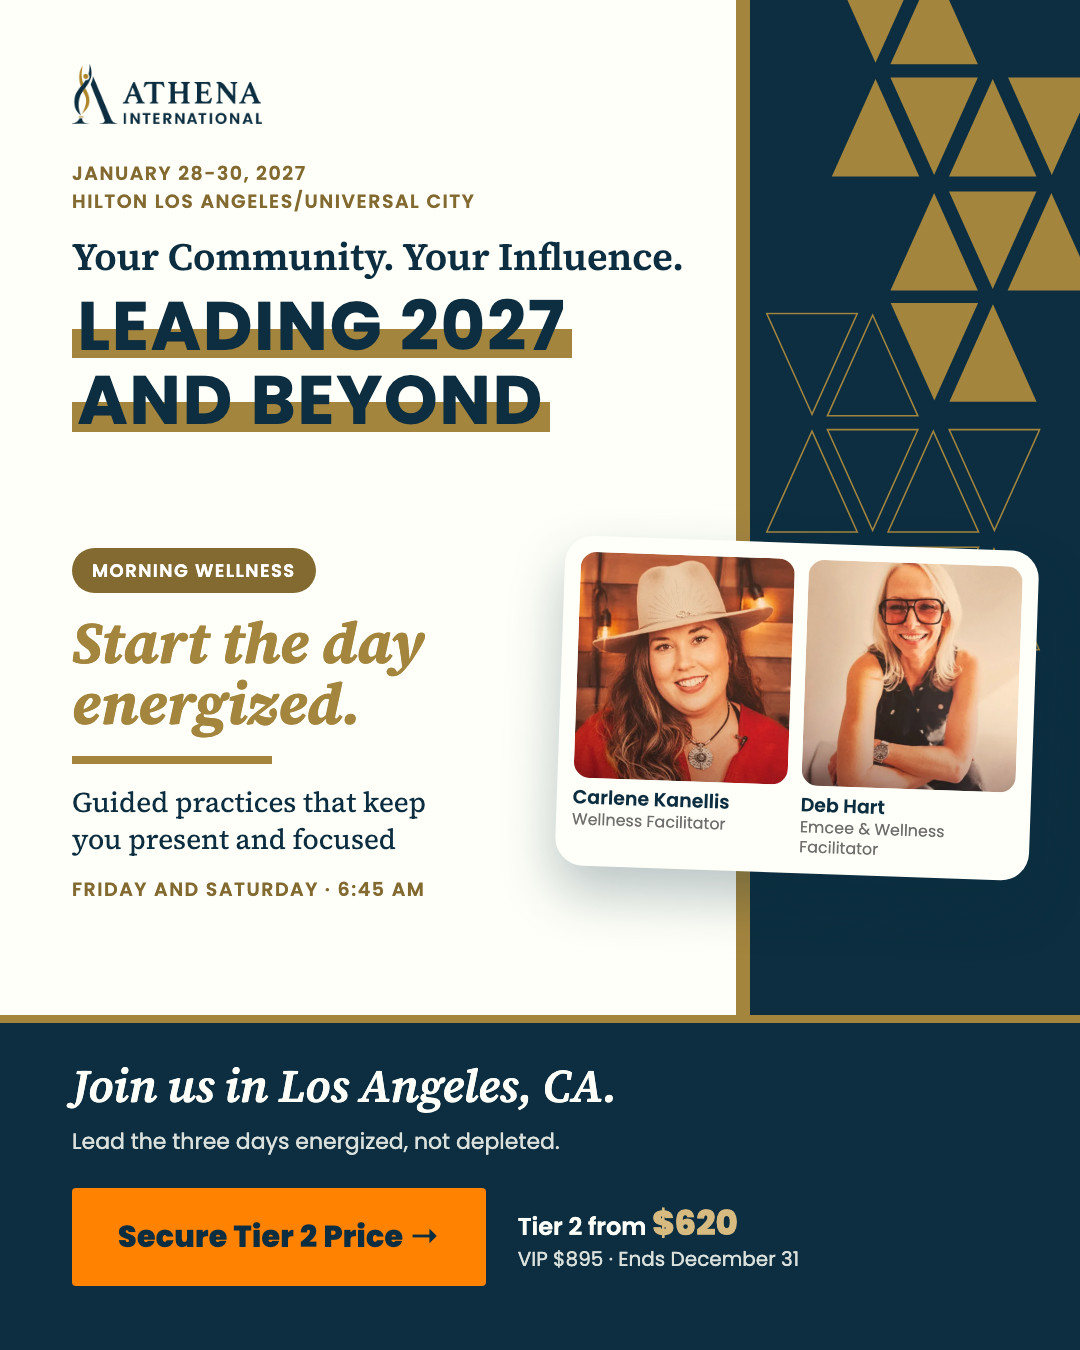 ATHENA
INTERNATIONAL
JANUARY 28-30, 2027
HILTON LOS ANGELES/UNIVERSAL CITY
Your Community. Your Influence.
LEADING 2027
AND BEYOND
MORNING WELLNESS
Start the day
energized.
Guided practices that keep
you present and focused
FRIDAY AND SATURDAY · 6:45 AM
Carlene Kanellis
Wellness Facilitator
Deb Hart
Emcee & Wellness
Facilitator
Join us in Los Angeles, CA.
Lead the three days energized, not depleted.
Secure Tier 2 Price →
Tier 2 from $620
VIP $895 · Ends December 31